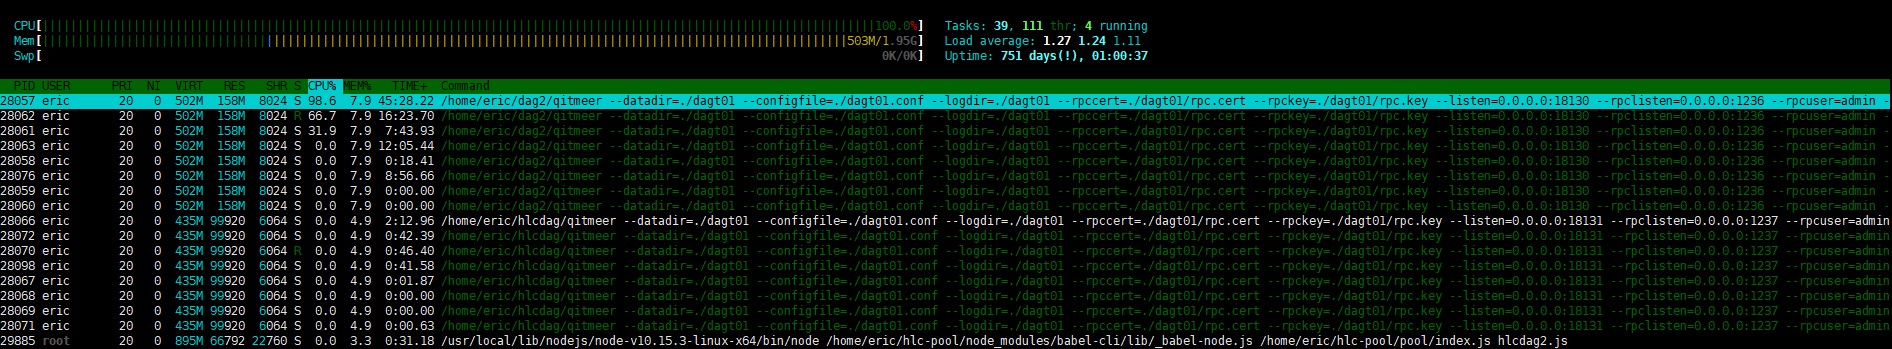 CPU[100.0%] Tasks: 39, 111 thr; 4 running
Mem[503M/1.95G] Load average: 1.27 1.24 1.11
Swp[0K/0K] Uptime: 751 days(!), 01:00:37
PID USER PRI NI VIRT RES SHR S CPU% MEM% TIME+ Command
28057 eric 20 0 502M 158M 8024 S 98.6 7.9 45:28.22 /home/eric/dag2/qitmeer --datadir=./dagt01 --configfile=./dagt01.conf --logdir=./dagt01 --rpccert=./dagt01/rpc.cert --rpckey=./dagt01/rpc.key --listen=0.0.0.0:18130 --rpclisten=0.0.0.0:1236 --rpcuser=admin -
28062 eric 20 0 502M 158M 8024 R 66.7 7.9 16:23.70 /home/eric/dag2/qitmeer --datadir=./dagt01 --configfile=./dagt01.conf --logdir=./dagt01 --rpccert=./dagt01/rpc.cert --rpckey=./dagt01/rpc.key --listen=0.0.0.0:18130 --rpclisten=0.0.0.0:1236 --rpcuser=admin -
28061 eric 20 0 502M 158M 8024 S 31.9 7.9 7:43.93 /home/eric/dag2/qitmeer --datadir=./dagt01 --configfile=./dagt01.conf --logdir=./dagt01 --rpccert=./dagt01/rpc.cert --rpckey=./dagt01/rpc.key --listen=0.0.0.0:18130 --rpclisten=0.0.0.0:1236 --rpcuser=admin -
28063 eric 20 0 502M 158M 8024 S 0.0 7.9 12:05.44 /home/eric/dag2/qitmeer --datadir=./dagt01 --configfile=./dagt01.conf --logdir=./dagt01 --rpccert=./dagt01/rpc.cert --rpckey=./dagt01/rpc.key --listen=0.0.0.0:18130 --rpclisten=0.0.0.0:1236 --rpcuser=admin -
28058 eric 20 0 502M 158M 8024 S 0.0 7.9 0:18.41 /home/eric/dag2/qitmeer --datadir=./dagt01 --configfile=./dagt01.conf --logdir=./dagt01 --rpccert=./dagt01/rpc.cert --rpckey=./dagt01/rpc.key --listen=0.0.0.0:18130 --rpclisten=0.0.0.0:1236 --rpcuser=admin -
28076 eric 20 0 502M 158M 8024 S 0.0 7.9 8:56.66 /home/eric/dag2/qitmeer --datadir=./dagt01 --configfile=./dagt01.conf --logdir=./dagt01 --rpccert=./dagt01/rpc.cert --rpckey=./dagt01/rpc.key --listen=0.0.0.0:18130 --rpclisten=0.0.0.0:1236 --rpcuser=admin -
28059 eric 20 0 502M 158M 8024 S 0.0 7.9 0:00.00 /home/eric/dag2/qitmeer --datadir=./dagt01 --configfile=./dagt01.conf --logdir=./dagt01 --rpccert=./dagt01/rpc.cert --rpckey=./dagt01/rpc.key --listen=0.0.0.0:18130 --rpclisten=0.0.0.0:1236 --rpcuser=admin -
28060 eric 20 0 502M 158M 8024 S 0.0 7.9 0:00.00 /home/eric/dag2/qitmeer --datadir=./dagt01 --configfile=./dagt01.conf --logdir=./dagt01 --rpccert=./dagt01/rpc.cert --rpckey=./dagt01/rpc.key --listen=0.0.0.0:18130 --rpclisten=0.0.0.0:1236 --rpcuser=admin -
28066 eric 20 0 435M 99920 6064 S 0.0 4.9 2:12.96 /home/eric/hlcdag/qitmeer --datadir=./dagt01 --configfile=./dagt01.conf --logdir=./dagt01 --rpccert=./dagt01/rpc.cert --rpckey=./dagt01/rpc.key --listen=0.0.0.0:18131 --rpclisten=0.0.0.0:1237 --rpcuser=admin
28072 eric 20 0 435M 99920 6064 S 0.0 4.9 0:42.39 /home/eric/hlcdag/qitmeer --datadir=./dagt01 --configfile=./dagt01.conf --logdir=./dagt01 --rpccert=./dagt01/rpc.cert --rpckey=./dagt01/rpc.key --listen=0.0.0.0:18131 --rpclisten=0.0.0.0:1237 --rpcuser=admin
28070 eric 20 0 435M 99920 6064 R 0.0 4.9 0:46.40 /home/eric/hlcdag/qitmeer --datadir=./dagt01 --configfile=./dagt01.conf --logdir=./dagt01 --rpccert=./dagt01/rpc.cert --rpckey=./dagt01/rpc.key --listen=0.0.0.0:18131 --rpclisten=0.0.0.0:1237 --rpcuser=admin
28098 eric 20 0 435M 99920 6064 S 0.0 4.9 0:41.58 /home/eric/hlcdag/qitmeer --datadir=./dagt01 --configfile=./dagt01.conf --logdir=./dagt01 --rpccert=./dagt01/rpc.cert --rpckey=./dagt01/rpc.key --listen=0.0.0.0:18131 --rpclisten=0.0.0.0:1237 --rpcuser=admin
28067 eric 20 0 435M 99920 6064 S 0.0 4.9 0:01.87 /home/eric/hlcdag/qitmeer --datadir=./dagt01 --configfile=./dagt01.conf --logdir=./dagt01 --rpccert=./dagt01/rpc.cert --rpckey=./dagt01/rpc.key --listen=0.0.0.0:18131 --rpclisten=0.0.0.0:1237 --rpcuser=admin
28068 eric 20 0 435M 99920 6064 S 0.0 4.9 0:00.00 /home/eric/hlcdag/qitmeer --datadir=./dagt01 --configfile=./dagt01.conf --logdir=./dagt01 --rpccert=./dagt01/rpc.cert --rpckey=./dagt01/rpc.key --listen=0.0.0.0:18131 --rpclisten=0.0.0.0:1237 --rpcuser=admin
28069 eric 20 0 435M 99920 6064 S 0.0 4.9 0:00.00 /home/eric/hlcdag/qitmeer --datadir=./dagt01 --configfile=./dagt01.conf --logdir=./dagt01 --rpccert=./dagt01/rpc.cert --rpckey=./dagt01/rpc.key --listen=0.0.0.0:18131 --rpclisten=0.0.0.0:1237 --rpcuser=admin
28071 eric 20 0 435M 99920 6064 S 0.0 4.9 0:00.63 /home/eric/hlcdag/qitmeer --datadir=./dagt01 --configfile=./dagt01.conf --logdir=./dagt01 --rpccert=./dagt01/rpc.cert --rpckey=./dagt01/rpc.key --listen=0.0.0.0:18131 --rpclisten=0.0.0.0:1237 --rpcuser=admin
29885 root 20 0 895M 66792 22760 S 0.0 3.3 0:31.18 /usr/local/lib/nodejs/node-v10.15.3-linux-x64/bin/node /home/eric/hlc-pool/node_modules/babel-cli/lib/_babel-node.js /home/eric/hlc-pool/pool/index.js hlcdag2.js